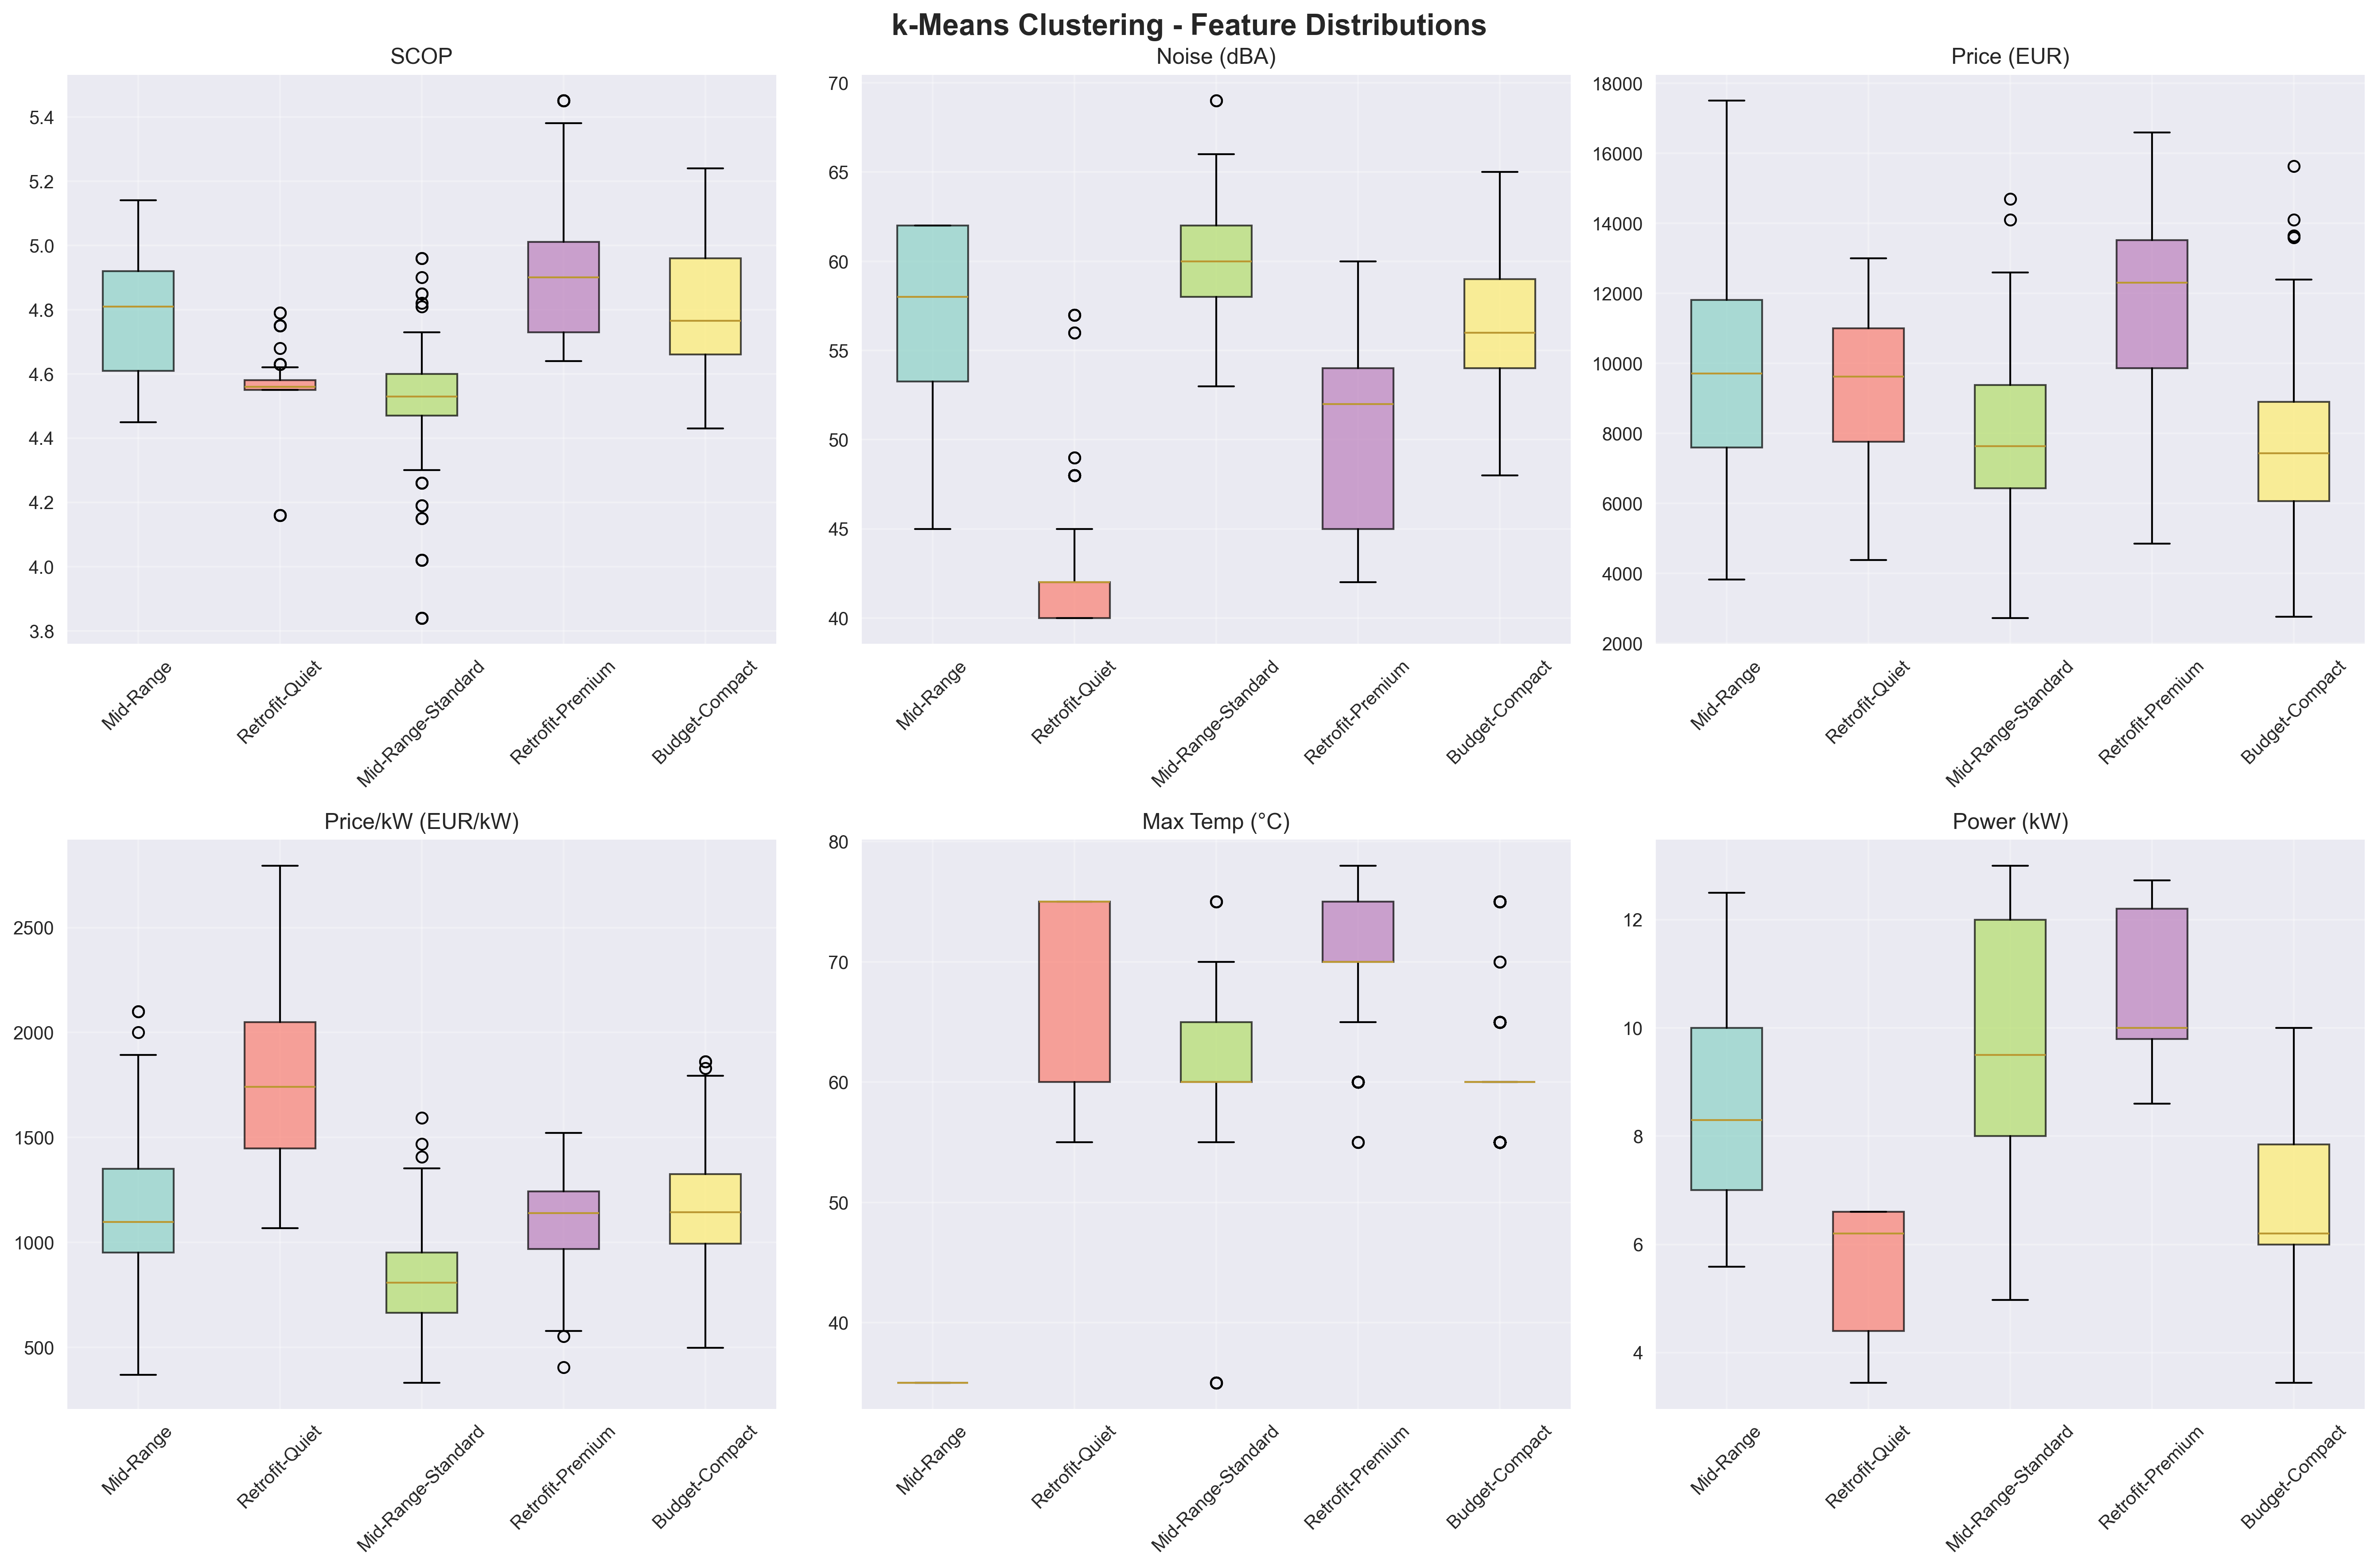 k-Means Clustering - Feature Distributions
SCOP
5.4
5.2
5.0
4.8
4.6
4.4
4.2
4.0
3.8
Mid-Range
Retrofit-Quiet
Mid-Range-Standard
Retrofit-Premium
Budget-Compact
Noise (dBA)
70
65
60
55
50
45
40
Mid-Range
Retrofit-Quiet
Mid-Range-Standard
Retrofit-Premium
Budget-Compact
Price (EUR)
18000
16000
14000
12000
10000
8000
6000
4000
2000
Mid-Range
Retrofit-Quiet
Mid-Range-Standard
Retrofit-Premium
Budget-Compact
Price/kW (EUR/kW)
2500
2000
1500
1000
500
Mid-Range
Retrofit-Quiet
Mid-Range-Standard
Retrofit-Premium
Budget-Compact
Max Temp (°C)
80
70
60
50
40
Mid-Range
Retrofit-Quiet
Mid-Range-Standard
Retrofit-Premium
Budget-Compact
Power (kW)
12
10
8
6
4
Mid-Range
Retrofit-Quiet
Mid-Range-Standard
Retrofit-Premium
Budget-Compact